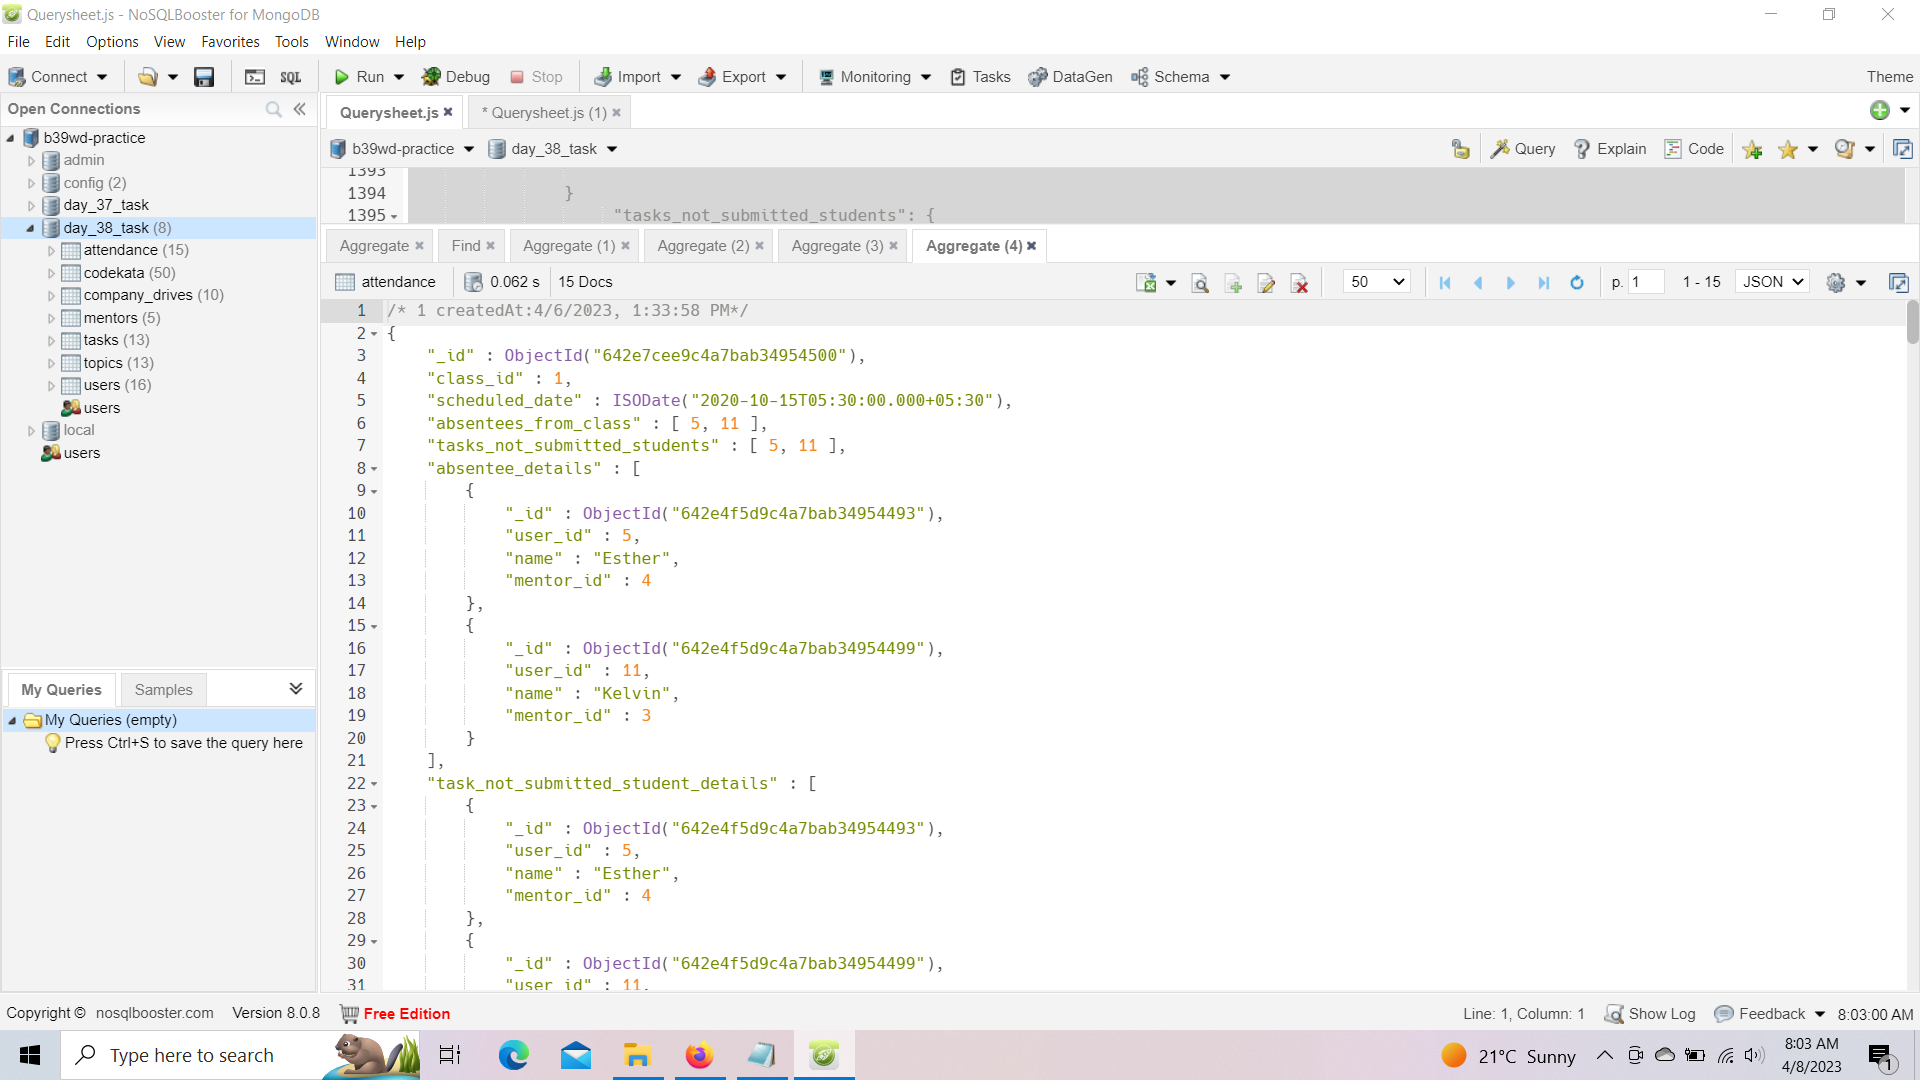 Querysheet.js - NoSQLBooster for MongoDB
File Edit Options View Favorites Tools Window Help
Connect SQL Run Debug Stop Import Export Monitoring Tasks DataGen Schema Theme
Open Connections
Querysheet.js * Querysheet.js (1)
b39wd-practice
admin
config (2)
day_37_task
day_38_task (8)
attendance (15)
codekata (50)
company_drives (10)
mentors (5)
tasks (13)
topics (13)
users (16)
users
local
users
My Queries Samples
My Queries (empty)
Press Ctrl+S to save the query here
b39wd-practice day_38_task Query Explain Code
1393
1394 }
1395 "tasks_not_submitted_students": {
Aggregate Find Aggregate (1) Aggregate (2) Aggregate (3) Aggregate (4)
attendance 0.062 s 15 Docs 50 p. 1 1 - 15 JSON
1 /* 1 createdAt:4/6/2023, 1:33:58 PM*/
2 {
3 "_id" : ObjectId("642e7cee9c4a7bab34954500"),
4 "class_id" : 1,
5 "scheduled_date" : ISODate("2020-10-15T05:30:00.000+05:30"),
6 "absentees_from_class" : [ 5, 11 ],
7 "tasks_not_submitted_students" : [ 5, 11 ],
8 "absentee_details" : [
9 {
10 "_id" : ObjectId("642e4f5d9c4a7bab34954493"),
11 "user_id" : 5,
12 "name" : "Esther",
13 "mentor_id" : 4
14 },
15 {
16 "_id" : ObjectId("642e4f5d9c4a7bab34954499"),
17 "user_id" : 11,
18 "name" : "Kelvin",
19 "mentor_id" : 3
20 }
21 ],
22 "task_not_submitted_student_details" : [
23 {
24 "_id" : ObjectId("642e4f5d9c4a7bab34954493"),
25 "user_id" : 5,
26 "name" : "Esther",
27 "mentor_id" : 4
28 },
29 {
30 "_id" : ObjectId("642e4f5d9c4a7bab34954499"),
31 "user_id" : 11,
Copyright © nosqlbooster.com Version 8.0.8 Free Edition Line: 1, Column: 1 Show Log Feedback 8:03:00 AM
Type here to search 21°C Sunny 8:03 AM
4/8/2023 1